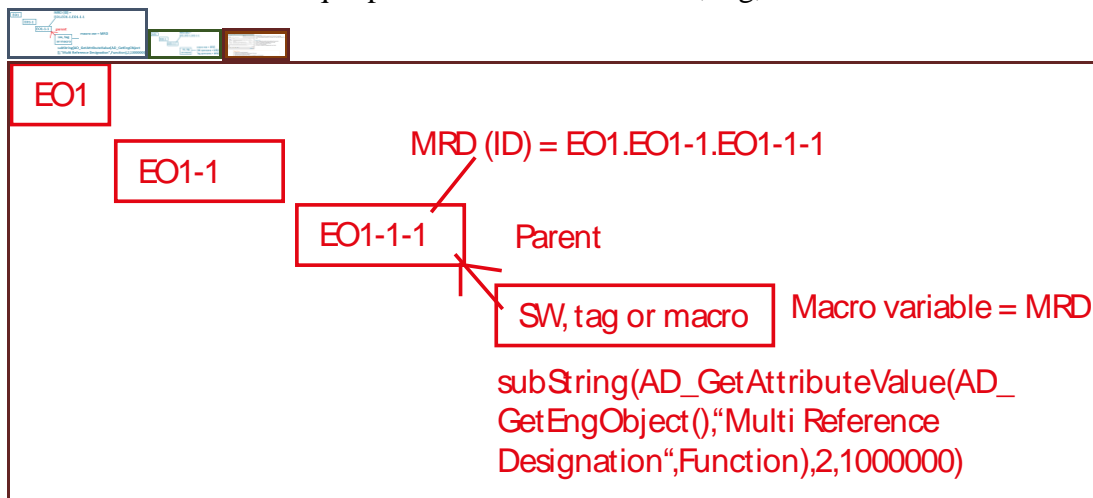 EO1
MRD (ID) = EO1.EO1-1.EO1-1-1
EO1-1
EO1-1-1
Parent
SW, tag or macro
Macro variable = MRD
subString(AD_GetAttributeValue(AD_
GetEngObject(),“Multi Reference
Designation“,Function),2,1000000)